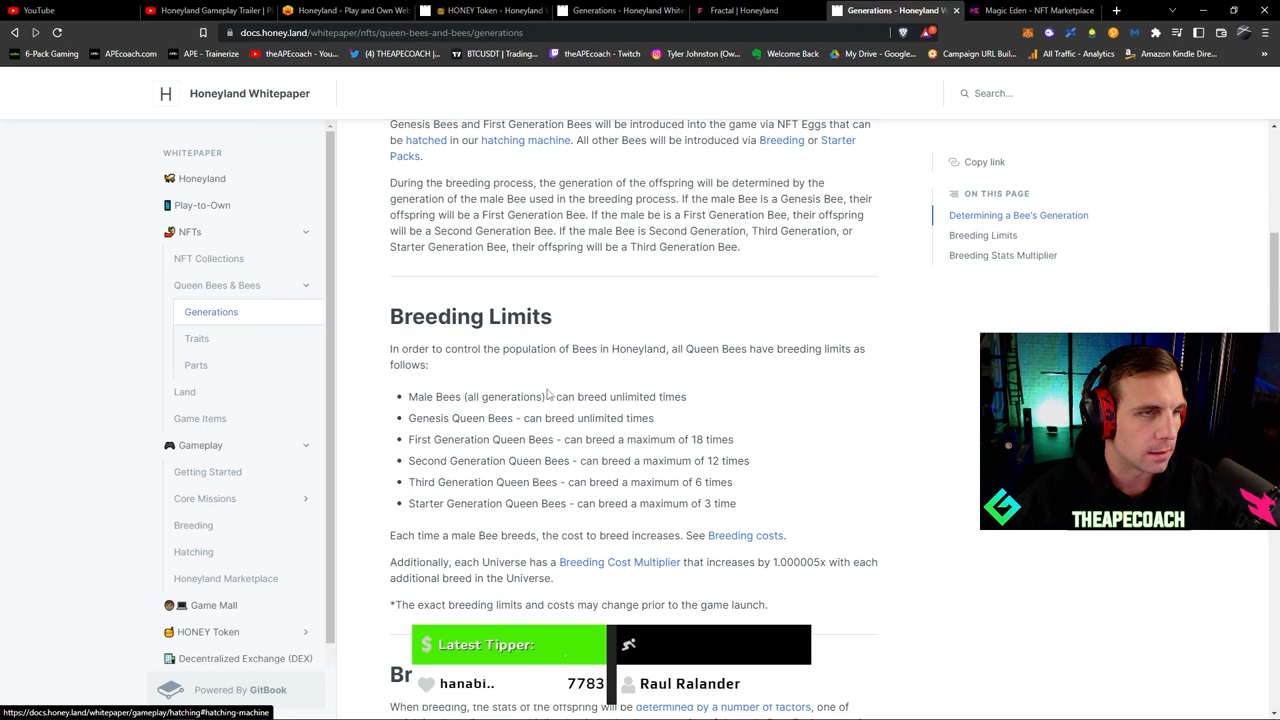 YouTube
Honeyland Gameplay Trailer | P
Honeyland - Play and Own Web
HONEY Token - Honeyland W
Generations - Honeyland White
Fractal | Honeyland
Generations - Honeyland W
Magic Eden - NFT Marketplace
docs.honey.land/whitepaper/nfts/queen-bees-and-bees/generations
6-Pack Gaming
APEcoach.com
APE - Trainerize
theAPEcoach - You...
(4) THEAPECOACH (...
BTCUSDT | Trading...
theAPEcoach - Twitch
Tyler Johnston (Ow...
Welcome Back
My Drive - Google...
Campaign URL Buil...
All Traffic - Analytics
Amazon Kindle Dire...
H Honeyland Whitepaper
Search...
WHITEPAPER
Honeyland
Play-to-Own
NFTs
NFT Collections
Queen Bees & Bees
Generations
Traits
Parts
Land
Game Items
Gameplay
Getting Started
Core Missions
Breeding
Hatching
Honeyland Marketplace
Game Mall
HONEY Token
Decentralized Exchange (DEX)
Powered By GitBook
https://docs.honey.land/whitepaper/gameplay/hatching#hatching-machine
Genesis Bees and First Generation Bees will be introduced into the game via NFT Eggs that can
be hatched in our hatching machine. All other Bees will be introduced via Breeding or Starter
Packs.
During the breeding process, the generation of the offspring will be determined by the
generation of the male Bee used in the breeding process. If the male Bee is a Genesis Bee, their
offspring will be a First Generation Bee. If the male be is a First Generation Bee, their offspring
will be a Second Generation Bee. If the male Bee is Second Generation, Third Generation, or
Starter Generation Bee, their offspring will be a Third Generation Bee.
Breeding Limits
In order to control the population of Bees in Honeyland, all Queen Bees have breeding limits as
follows:
• Male Bees (all generations) - can breed unlimited times
• Genesis Queen Bees - can breed unlimited times
• First Generation Queen Bees - can breed a maximum of 18 times
• Second Generation Queen Bees - can breed a maximum of 12 times
• Third Generation Queen Bees - can breed a maximum of 6 times
• Starter Generation Queen Bees - can breed a maximum of 3 time
Each time a male Bee breeds, the cost to breed increases. See Breeding costs.
Additionally, each Universe has a Breeding Cost Multiplier that increases by 1.000005x with each
additional breed in the Universe.
*The exact breeding limits and costs may change prior to the game launch.
Br
When breeding, the stats of the offspring will be determined by a number of factors, one of
Copy link
ON THIS PAGE
Determining a Bee's Generation
Breeding Limits
Breeding Stats Multiplier
THEAPECOACH
$ Latest Tipper:
hanabi.. 7783
Raul Ralander